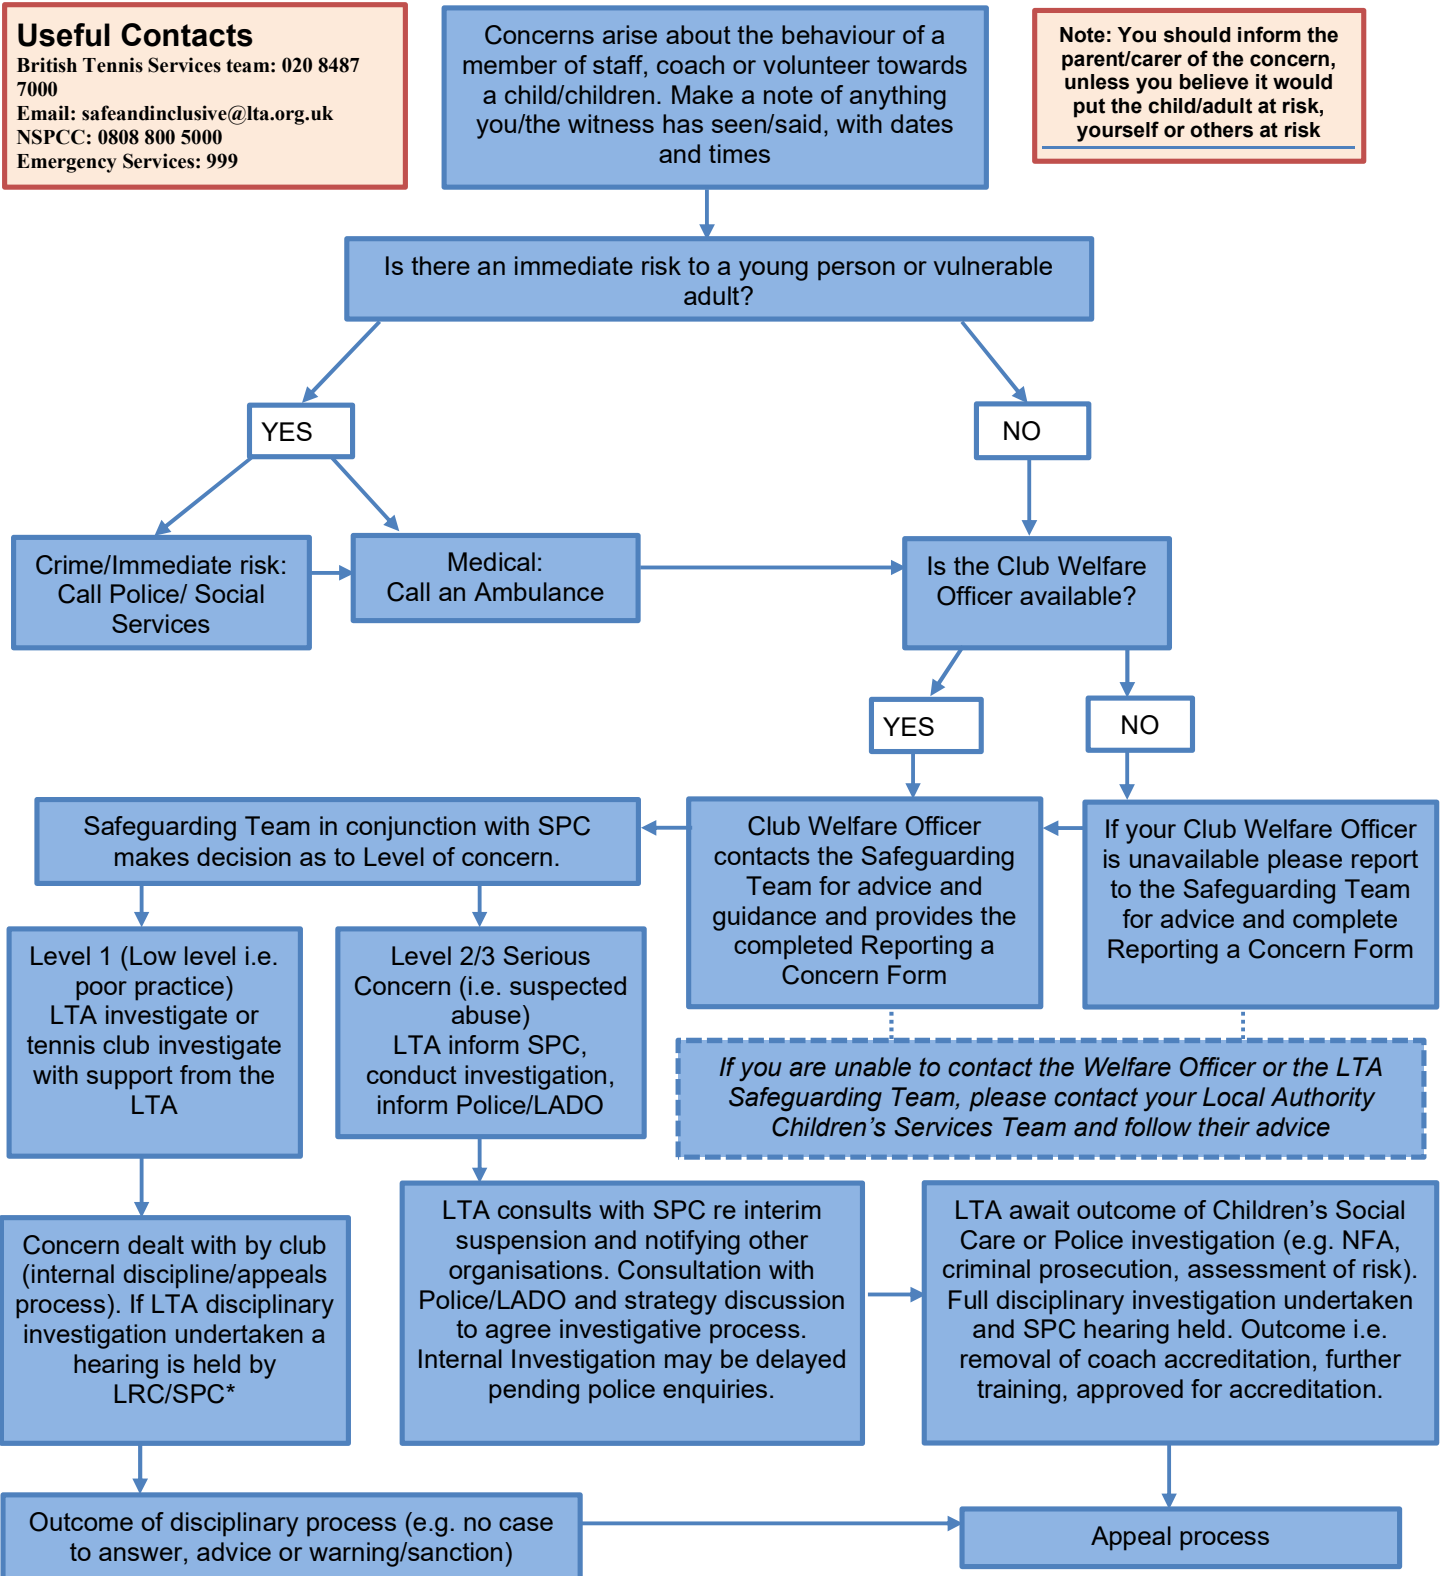 Useful Contacts
British Tennis Services team: 020 8487
7000
Email: safeandinclusive@lta.org.uk
NSPCC: 0808 800 5000
Emergency Services: 999
Concerns arise about the behaviour of a
member of staff, coach or volunteer towards
a child/children. Make a note of anything
you/the witness has seen/said, with dates
and times
Note: You should inform the
parent/carer of the concern,
unless you believe it would
put the child/adult at risk,
yourself or others at risk
Is there an immediate risk to a young person or vulnerable
adult?
YES
NO
Crime/Immediate risk:
Call Police/ Social
Services
Medical:
Call an Ambulance
Is the Club Welfare
Officer available?
YES
NO
Safeguarding Team in conjunction with SPC
makes decision as to Level of concern.
Club Welfare Officer
contacts the Safeguarding
Team for advice and
guidance and provides the
completed Reporting a
Concern Form
If your Club Welfare Officer
is unavailable please report
to the Safeguarding Team
for advice and complete
Reporting a Concern Form
Level 1 (Low level i.e.
poor practice)
LTA investigate or
tennis club investigate
with support from the
LTA
Level 2/3 Serious
Concern (i.e. suspected
abuse)
LTA inform SPC,
conduct investigation,
inform Police/LADO
If you are unable to contact the Welfare Officer or the LTA
Safeguarding Team, please contact your Local Authority
Children’s Services Team and follow their advice
Concern dealt with by club
(internal discipline/appeals
process). If LTA disciplinary
investigation undertaken a
hearing is held by
LRC/SPC*
LTA consults with SPC re interim
suspension and notifying other
organisations. Consultation with
Police/LADO and strategy discussion
to agree investigative process.
Internal Investigation may be delayed
pending police enquiries.
LTA await outcome of Children’s Social
Care or Police investigation (e.g. NFA,
criminal prosecution, assessment of risk).
Full disciplinary investigation undertaken
and SPC hearing held. Outcome i.e.
removal of coach accreditation, further
training, approved for accreditation.
Outcome of disciplinary process (e.g. no case
to answer, advice or warning/sanction)
Appeal process